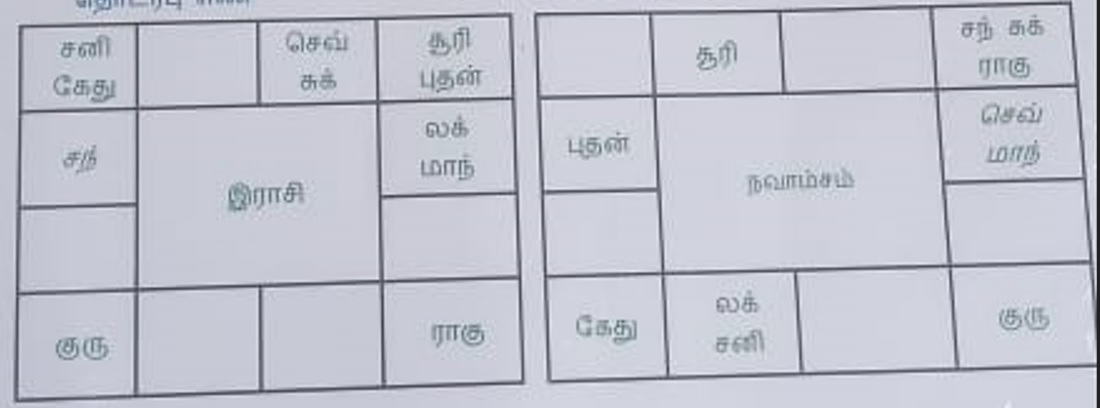 சனி
கேது
செவ்
சுக்
சூரி
புதன்
சந்
இராசி
லக்
மாந்
குரு
ராகு
சூரி
சந் சுக்
ராகு
புதன்
நவாம்சம்
செவ்
மாந்
கேது
லக்
சனி
குரு